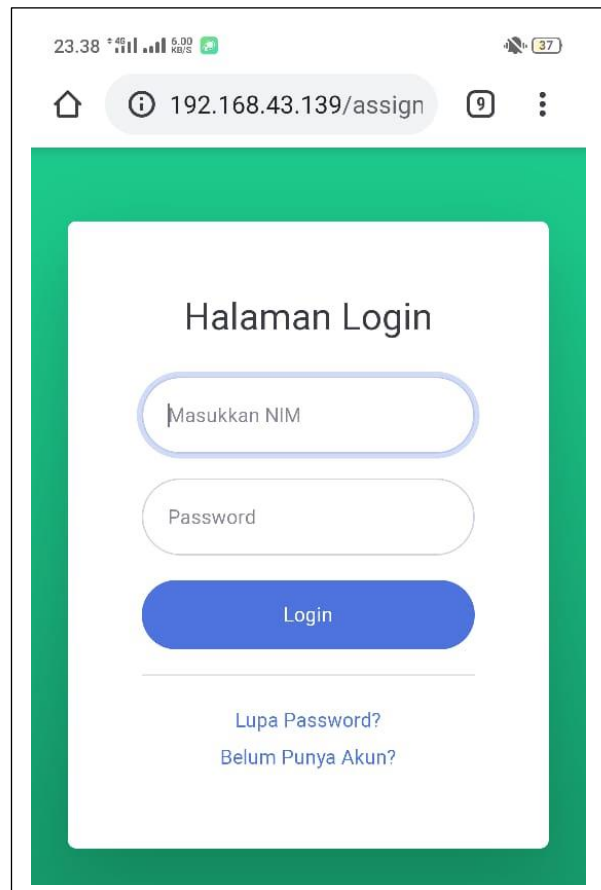 23.38 4G 6.00 KB/S 37
192.168.43.139/assign 9
Halaman Login
Masukkan NIM
Password
Login
Lupa Password?
Belum Punya Akun?